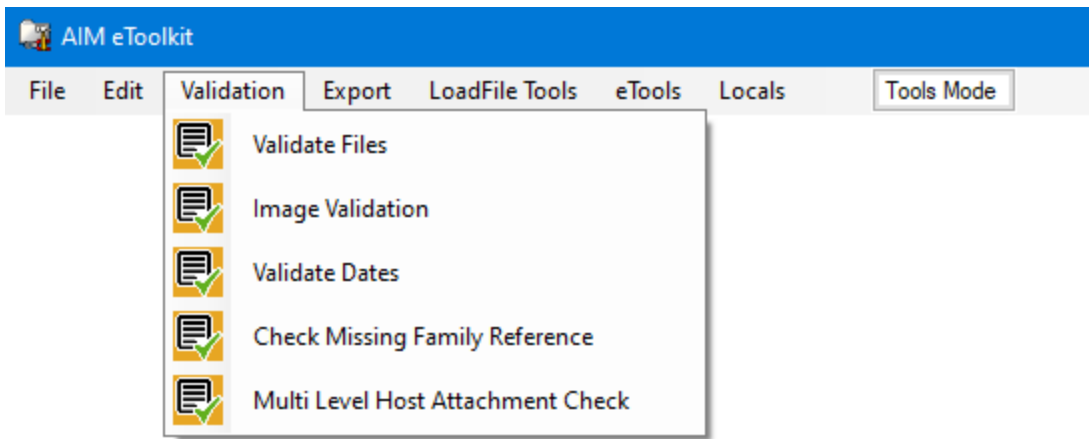 AIM eToolkit
File Edit Validation Export LoadFile Tools eTools Locals Tools Mode
Validate Files
Image Validation
Validate Dates
Check Missing Family Reference
Multi Level Host Attachment Check